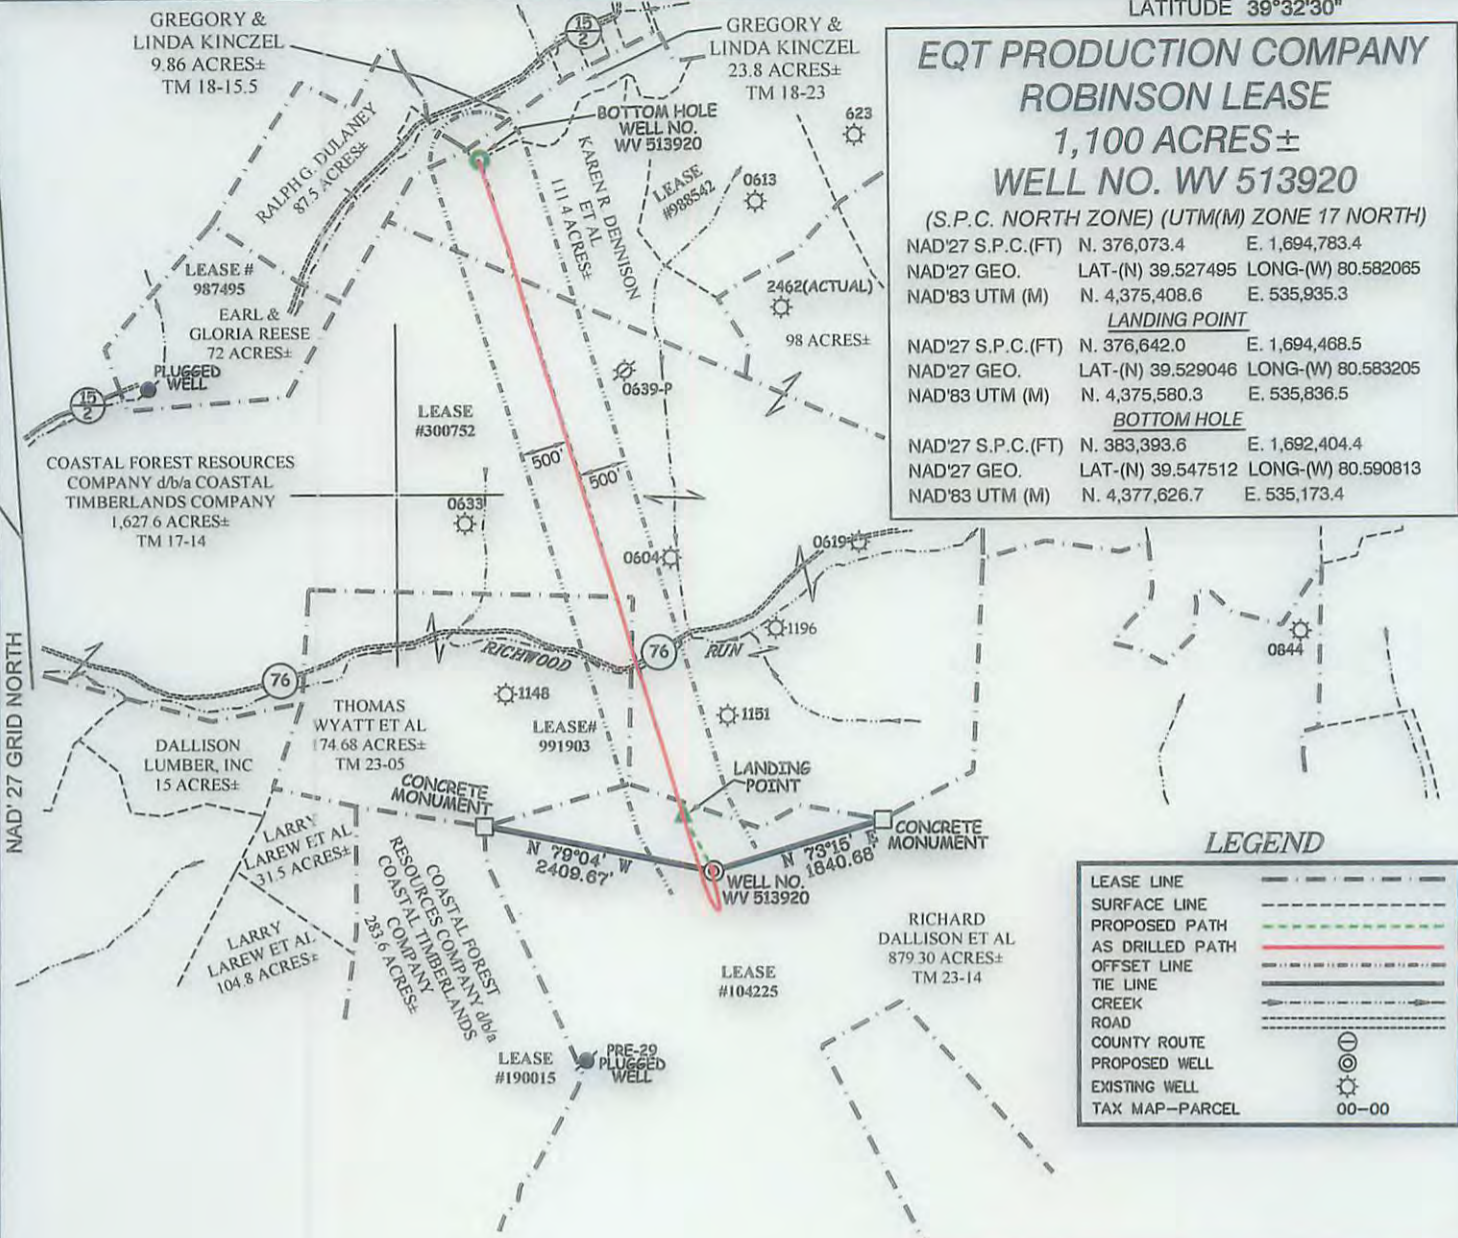 LATITUDE 39°32'30"
EQT PRODUCTION COMPANY
ROBINSON LEASE
1,100 ACRES±
WELL NO. WV 513920
(S.P.C. NORTH ZONE) (UTM(M) ZONE 17 NORTH)
NAD'27 S.P.C.(FT) N. 376,073.4 E. 1,694,783.4
NAD'27 GEO. LAT-(N) 39.527495 LONG-(W) 80.582065
NAD'83 UTM (M) N. 4,375,408.6 E. 535,935.3
LANDING POINT
NAD'27 S.P.C.(FT) N. 376,642.0 E. 1,694,468.5
NAD'27 GEO. LAT-(N) 39.529046 LONG-(W) 80.583205
NAD'83 UTM (M) N. 4,375,580.3 E. 535,836.5
BOTTOM HOLE
NAD'27 S.P.C.(FT) N. 383,393.6 E. 1,692,404.4
NAD'27 GEO. LAT-(N) 39.547512 LONG-(W) 80.590813
NAD'83 UTM (M) N. 4,377,626.7 E. 535,173.4
GREGORY &
LINDA KINCZEL
9.86 ACRES±
TM 18-15.5
15
2
GREGORY &
LINDA KINCZEL
23.8 ACRES±
TM 18-23
BOTTOM HOLE
WELL NO.
WV 513920
623
RALPH G. DULANEY
87.5 ACRES±
KAREN R. DENNISON
ET AL
111.4 ACRES±
LEASE
#988542
0613
LEASE #
987495
2462(ACTUAL)
98 ACRES±
EARL &
GLORIA REESE
72 ACRES±
PLUGGED
WELL
15
2
0639-P
LEASE
#300752
500'
500'
COASTAL FOREST RESOURCES
COMPANY d/b/a COASTAL
TIMBERLANDS COMPANY
1,627.6 ACRES±
TM 17-14
0633
0604
0619
1196
0844
NAD'27 GRID NORTH
RICHWOOD
76
RUN
76
1148
1151
THOMAS
WYATT ET AL
174.68 ACRES±
TM 23-05
LEASE#
991903
DALLISON
LUMBER, INC
15 ACRES±
LANDING
POINT
CONCRETE
MONUMENT
CONCRETE
MONUMENT
N 79°04' W
2409.67'
N 73°15' E
1840.68'
WELL NO.
WV 513920
LARRY
LAREW ET AL
31.5 ACRES±
LARRY
LAREW ET AL
104.8 ACRES±
COASTAL FOREST
RESOURCES COMPANY d/b/a
COASTAL TIMBERLANDS
COMPANY
283.6 ACRES±
RICHARD
DALLISON ET AL
879.30 ACRES±
TM 23-14
LEASE
#104225
LEASE
#190015
PRE-29
PLUGGED
WELL
LEGEND
LEASE LINE
SURFACE LINE
PROPOSED PATH
AS DRILLED PATH
OFFSET LINE
TIE LINE
CREEK
ROAD
COUNTY ROUTE
PROPOSED WELL
EXISTING WELL
TAX MAP-PARCEL 00-00